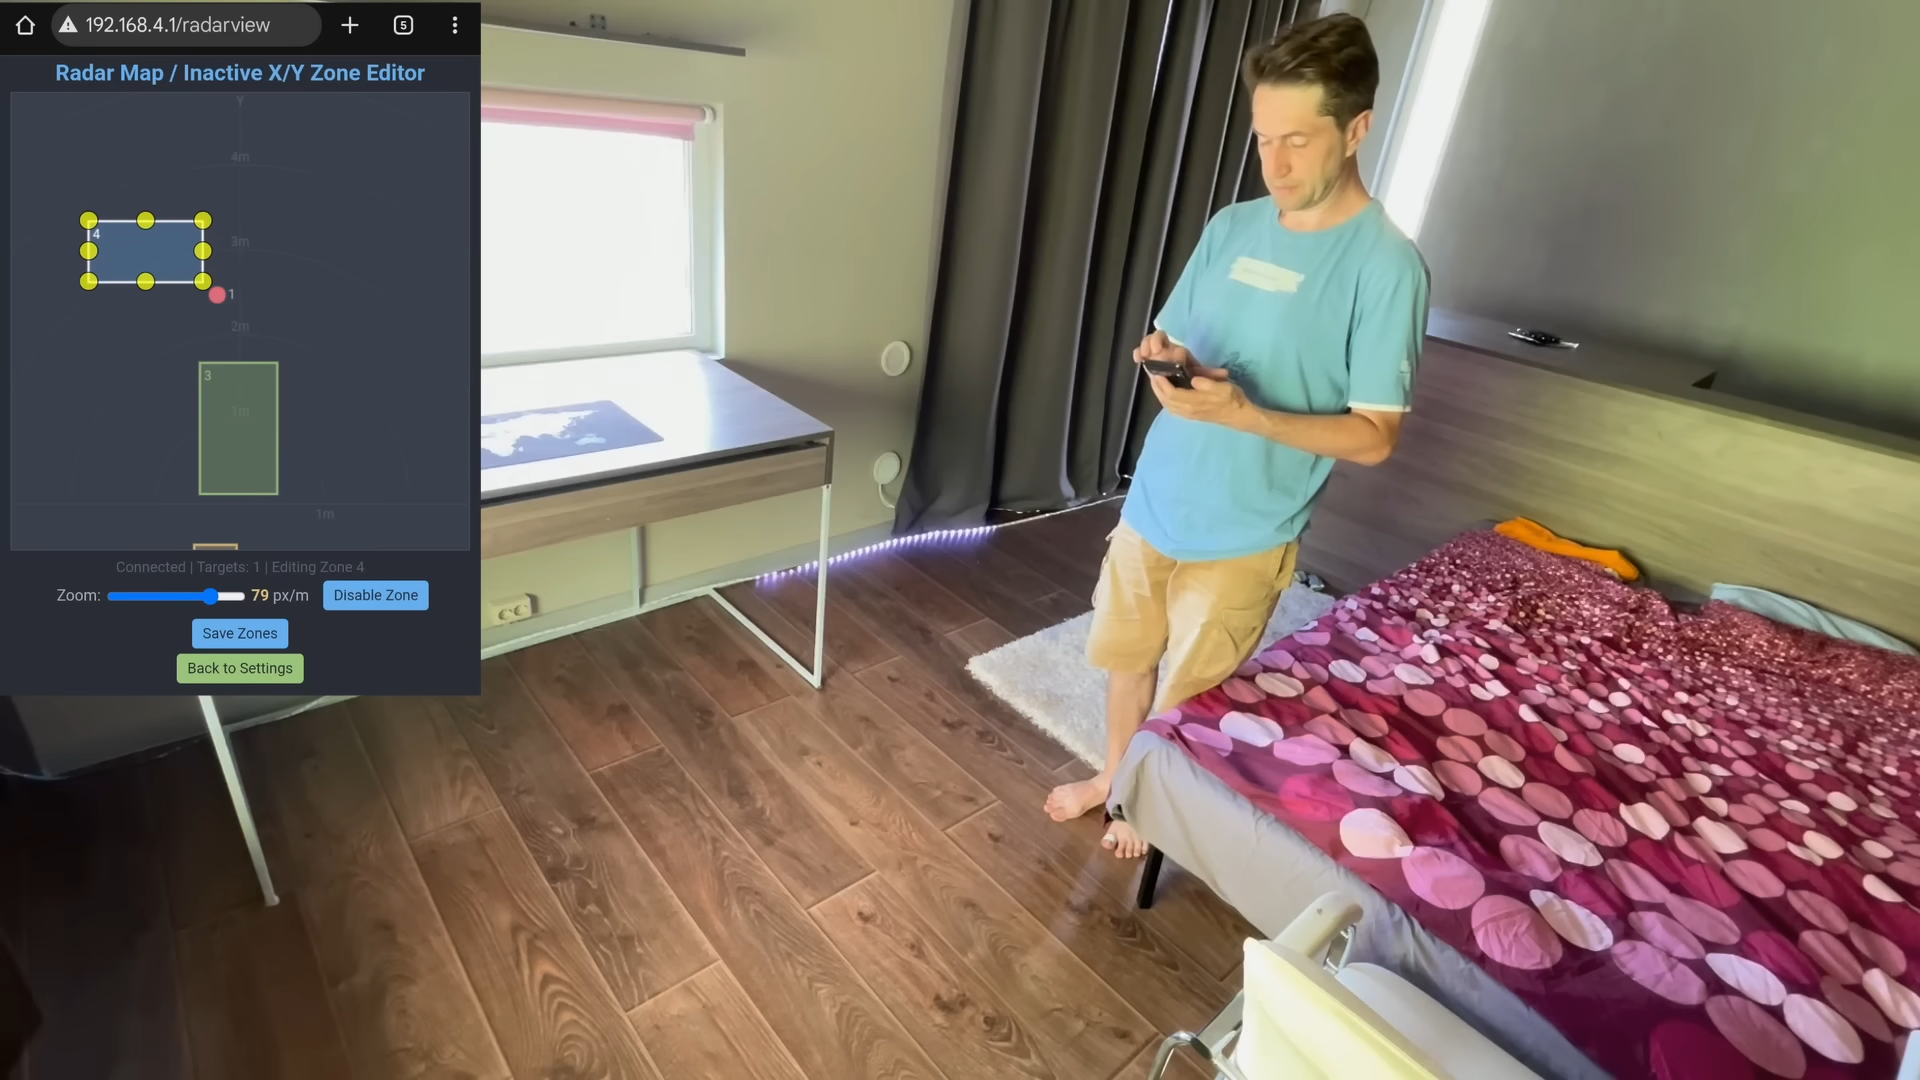 192.168.4.1/radarview
5
Radar Map / Inactive X/Y Zone Editor
Y
4m
4
3m
1
2m
3
1m
1m
Connected | Targets: 1 | Editing Zone 4
Zoom: 79 px/m Disable Zone
Save Zones
Back to Settings